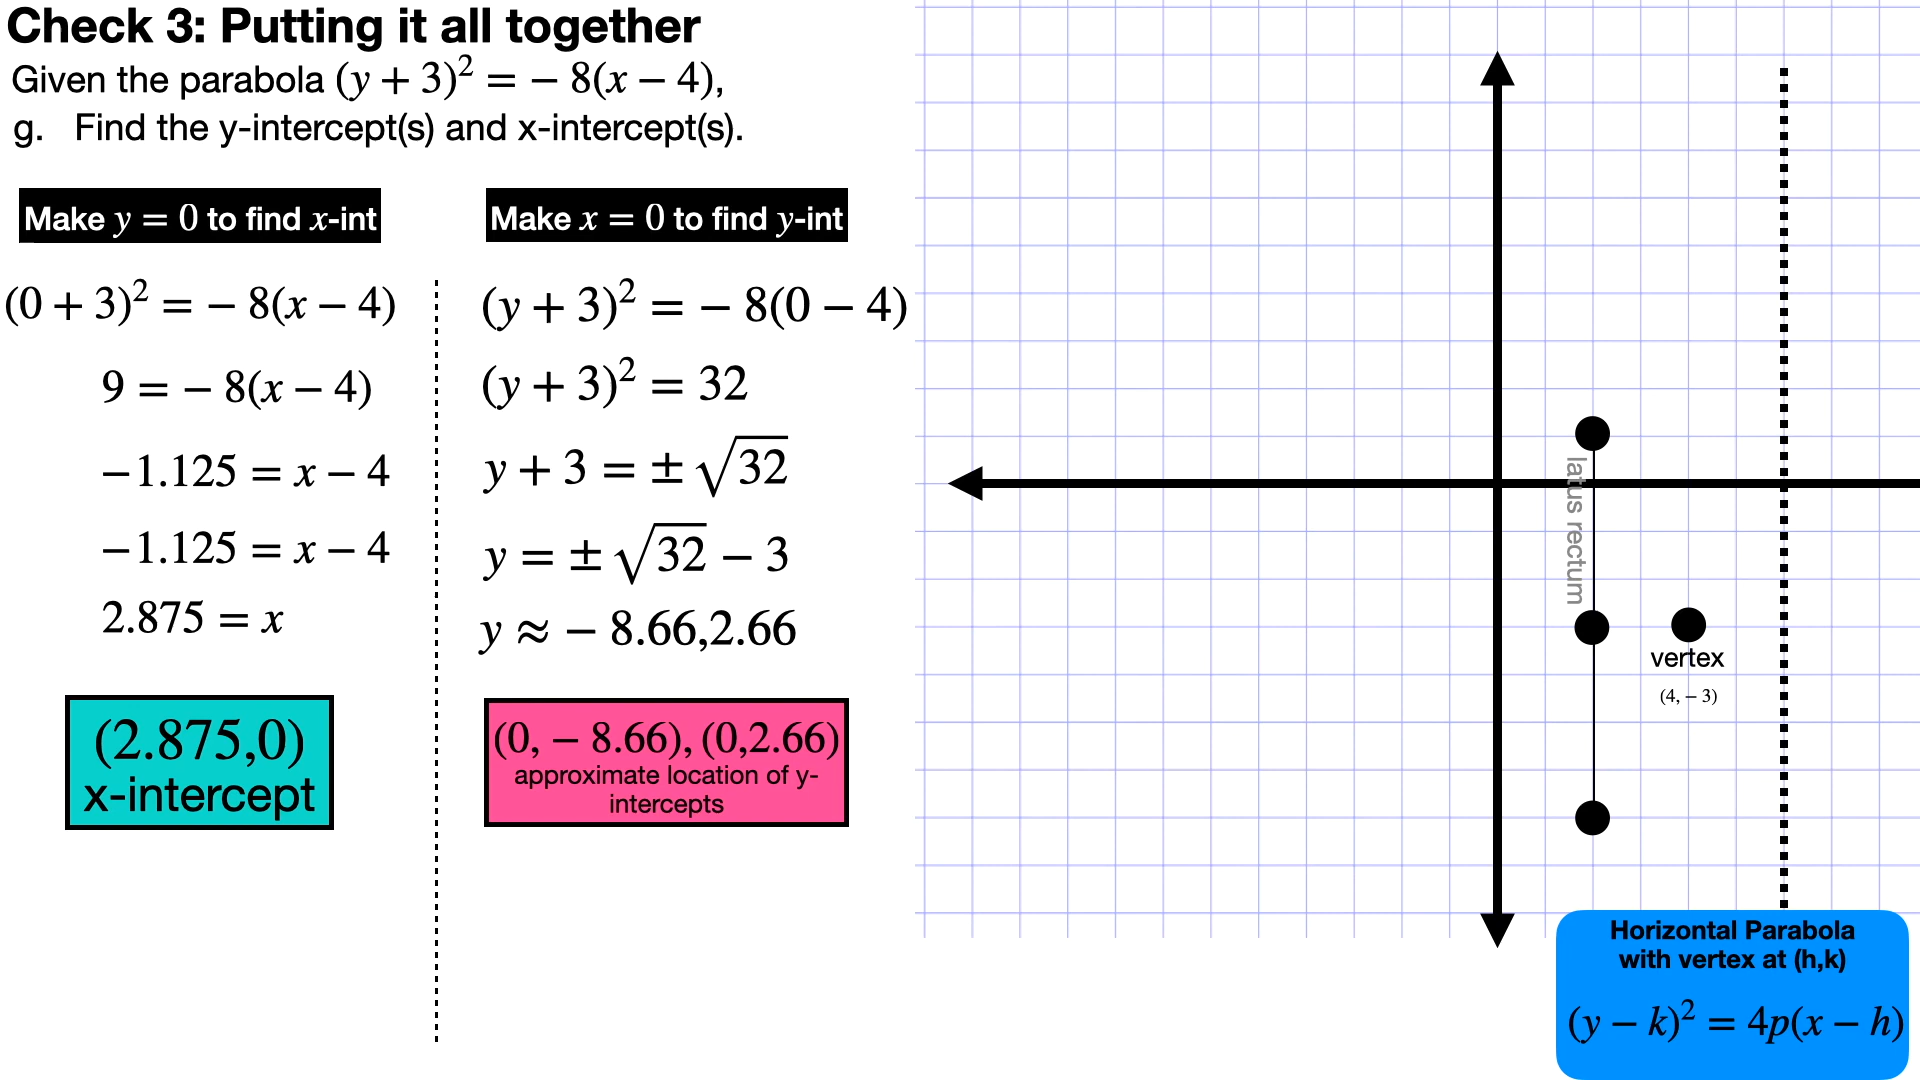 Check 3: Putting it all together
Given the parabola (y + 3)² = − 8(x − 4),
g. Find the y-intercept(s) and x-intercept(s).
Make y = 0 to find x-int
(0 + 3)² = − 8(x − 4)
9 = − 8(x − 4)
−1.125 = x − 4
−1.125 = x − 4
2.875 = x
(2.875,0)
x-intercept
Make x = 0 to find y-int
(y + 3)² = − 8(0 − 4)
(y + 3)² = 32
y + 3 = ± √32
y = ± √32 − 3
y ≈ − 8.66,2.66
(0, − 8.66), (0,2.66)
approximate location of y-
intercepts
latus rectum
vertex
(4, − 3)
Horizontal Parabola
with vertex at (h,k)
(y − k)² = 4p(x − h)